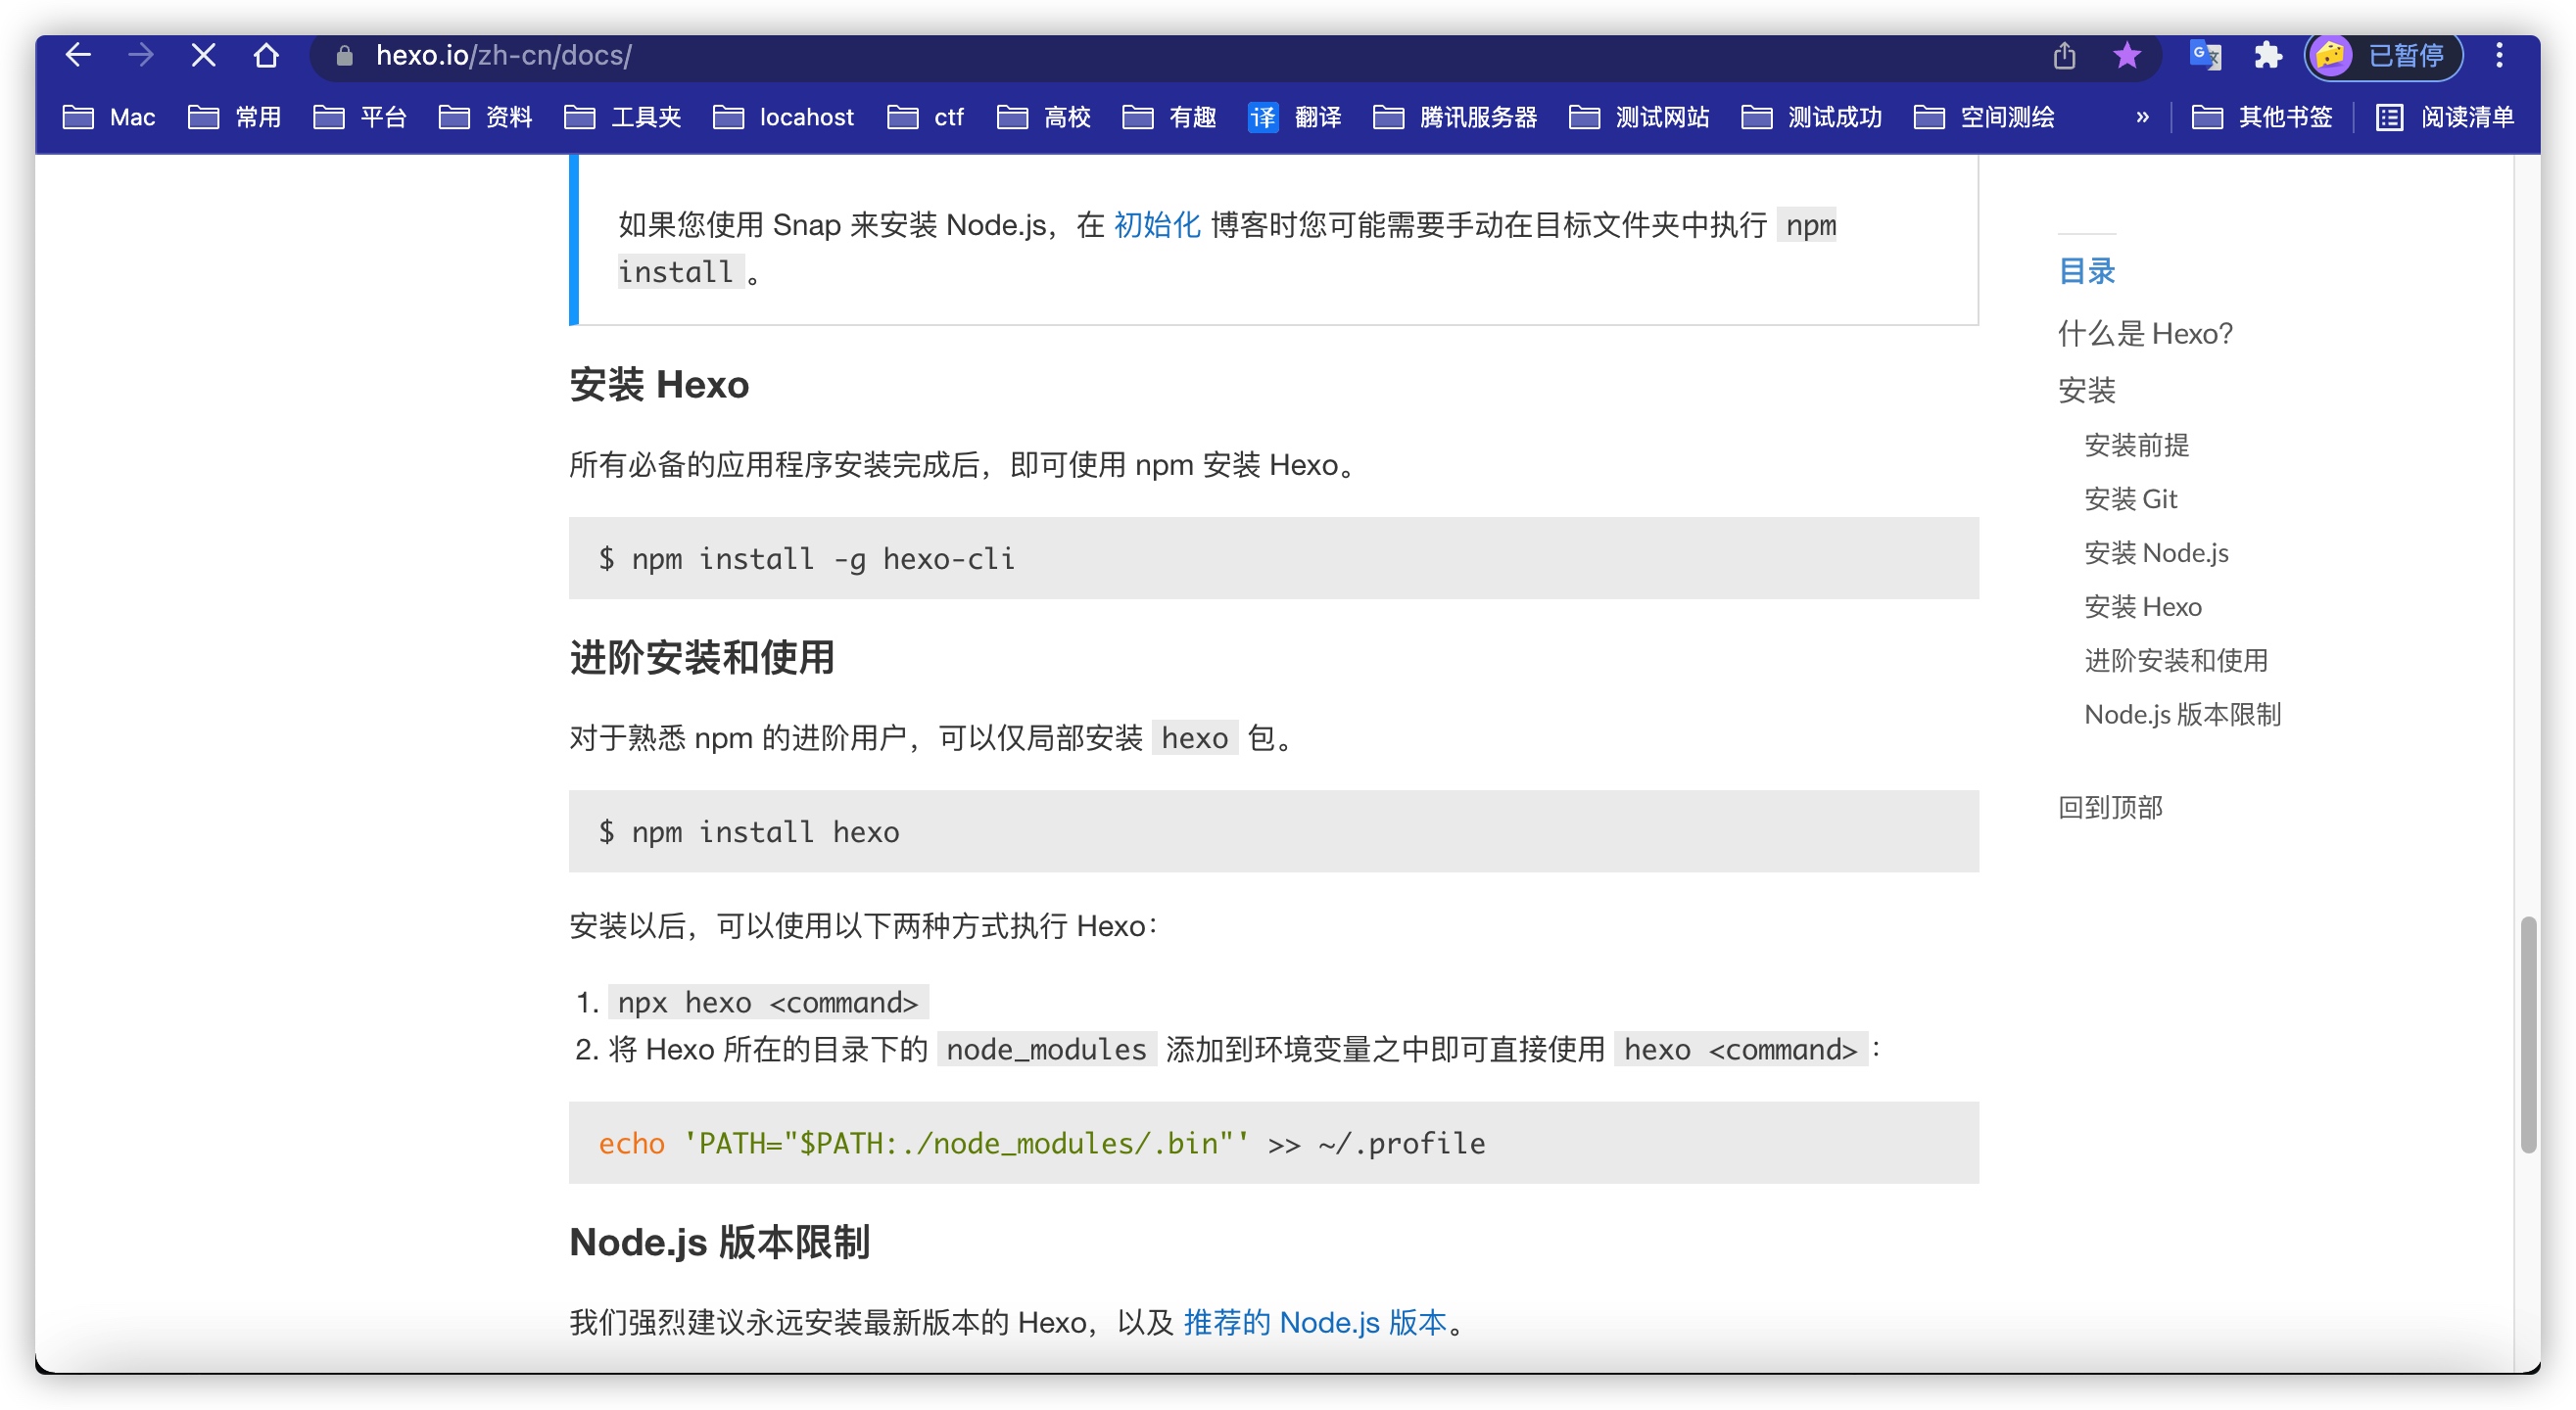 hexo.io/zh-cn/docs/
已暂停
Mac 常用 平台 资料 工具夹 locahost ctf 高校 有趣 译 翻译 腾讯服务器 测试网站 测试成功 空间测绘 » 其他书签 阅读清单
如果您使用 Snap 来安装 Node.js，在 初始化 博客时您可能需要手动在目标文件夹中执行 npm
install 。
安装 Hexo
所有必备的应用程序安装完成后，即可使用 npm 安装 Hexo。
$ npm install -g hexo-cli
进阶安装和使用
对于熟悉 npm 的进阶用户，可以仅局部安装 hexo 包。
$ npm install hexo
安装以后，可以使用以下两种方式执行 Hexo：
1. npx hexo <command>
2. 将 Hexo 所在的目录下的 node_modules 添加到环境变量之中即可直接使用 hexo <command>：
echo 'PATH="$PATH:./node_modules/.bin"' >> ~/.profile
Node.js 版本限制
我们强烈建议永远安装最新版本的 Hexo，以及 推荐的 Node.js 版本。
目录
什么是 Hexo?
安装
安装前提
安装 Git
安装 Node.js
安装 Hexo
进阶安装和使用
Node.js 版本限制
回到顶部